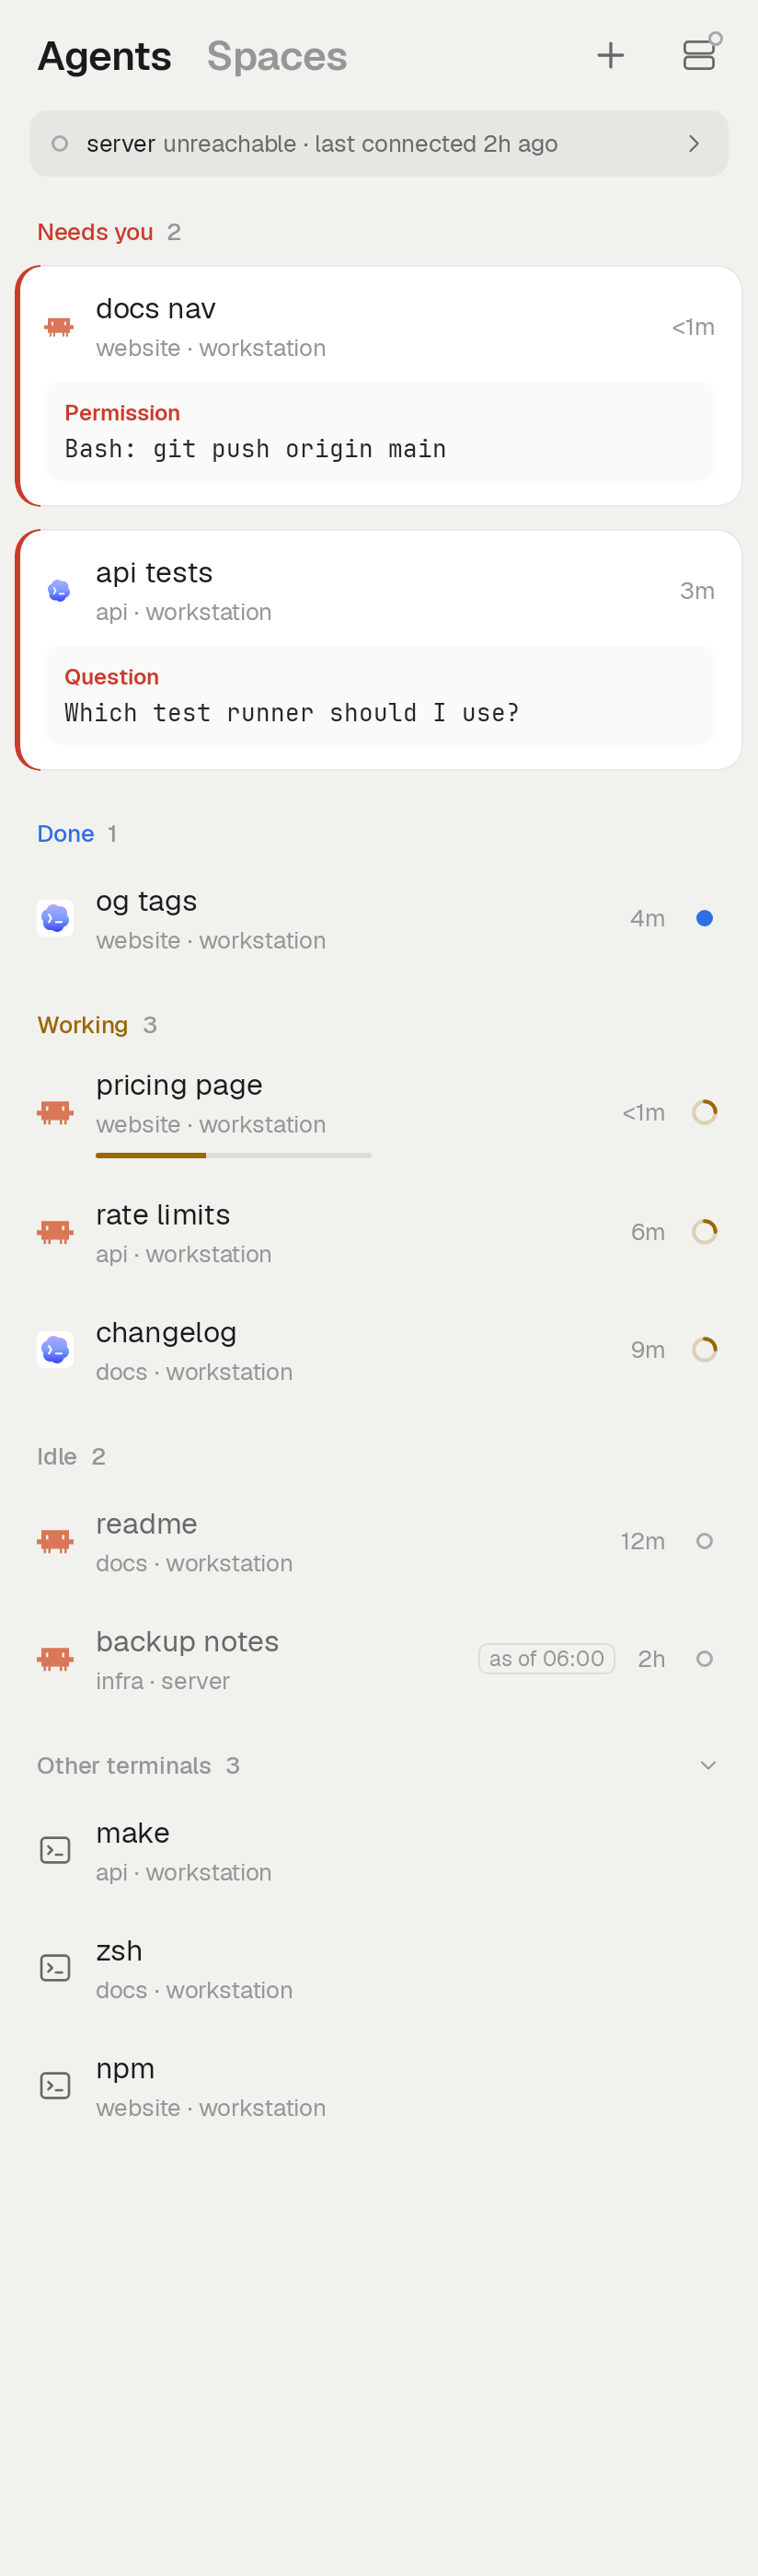 Agents Spaces
server unreachable · last connected 2h ago
Needs you 2
docs nav
website · workstation
<1m
Permission
Bash: git push origin main
api tests
api · workstation
3m
Question
Which test runner should I use?
Done 1
og tags
website · workstation
4m
Working 3
pricing page
website · workstation
<1m
rate limits
api · workstation
6m
changelog
docs · workstation
9m
Idle 2
readme
docs · workstation
12m
backup notes
infra · server
as of 06:00 2h
Other terminals 3
make
api · workstation
zsh
docs · workstation
npm
website · workstation